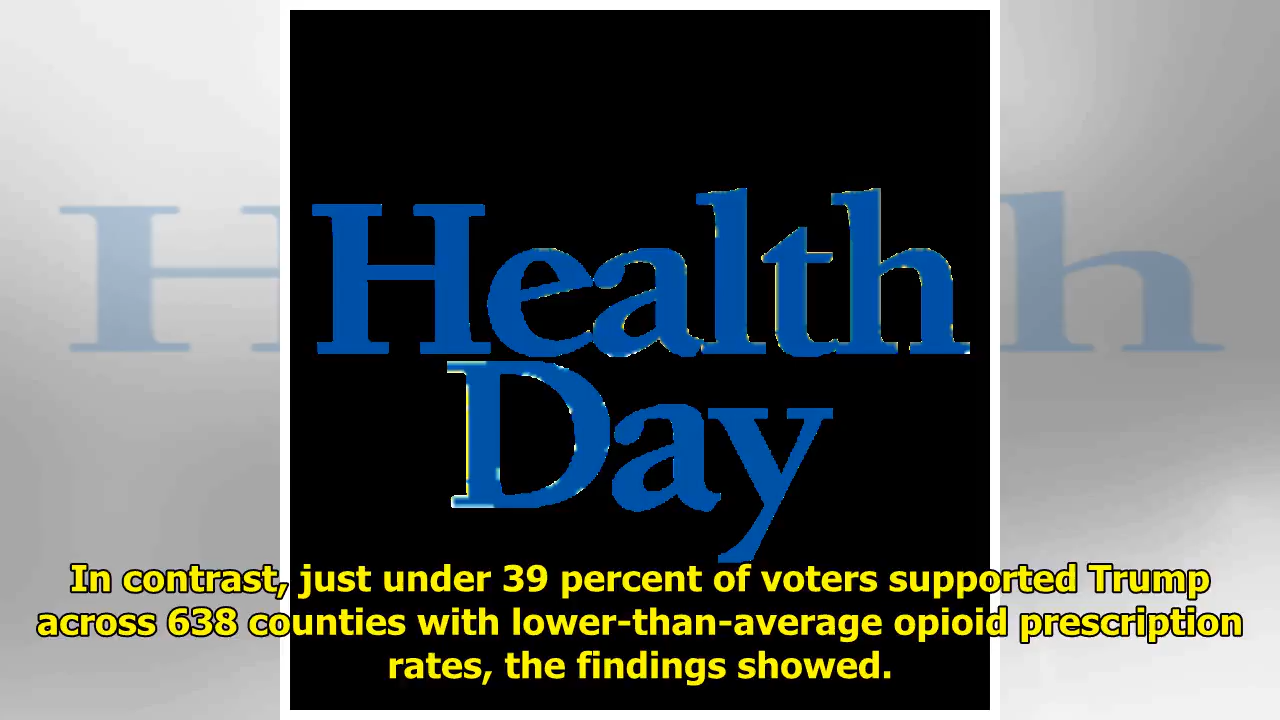 Health
Day
In contrast, just under 39 percent of voters supported Trump
across 638 counties with lower-than-average opioid prescription
rates, the findings showed.